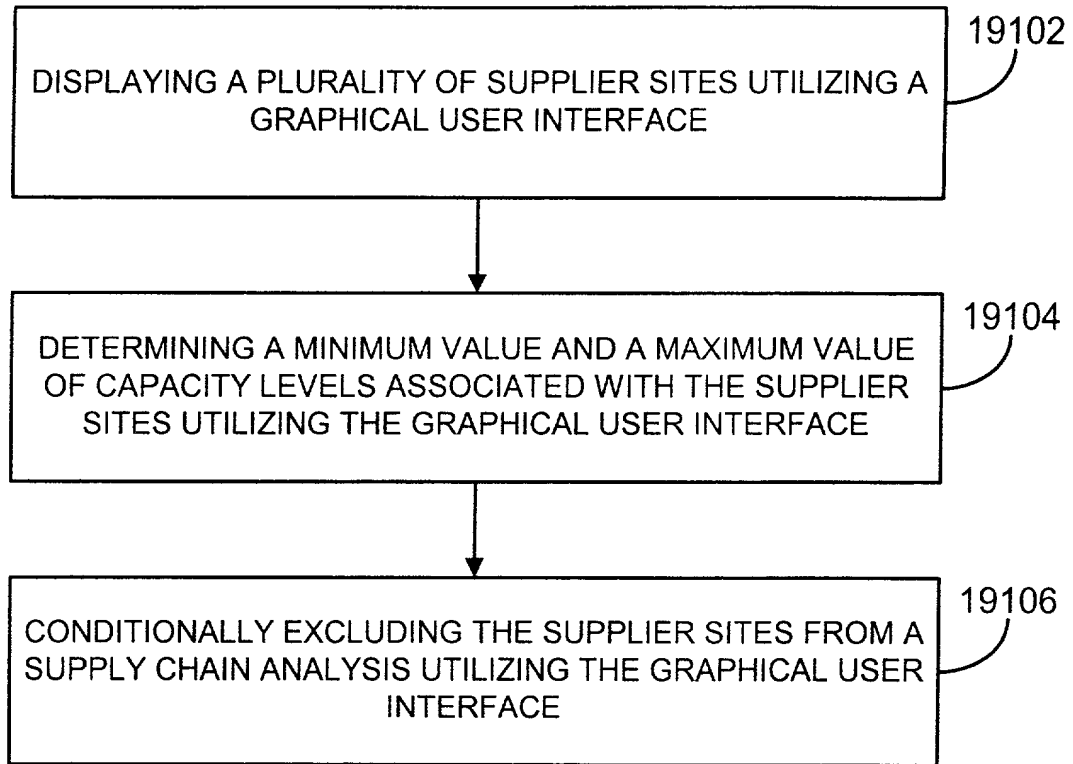 19102
DISPLAYING A PLURALITY OF SUPPLIER SITES UTILIZING A
GRAPHICAL USER INTERFACE
19104
DETERMINING A MINIMUM VALUE AND A MAXIMUM VALUE
OF CAPACITY LEVELS ASSOCIATED WITH THE SUPPLIER
SITES UTILIZING THE GRAPHICAL USER INTERFACE
19106
CONDITIONALLY EXCLUDING THE SUPPLIER SITES FROM A
SUPPLY CHAIN ANALYSIS UTILIZING THE GRAPHICAL USER
INTERFACE